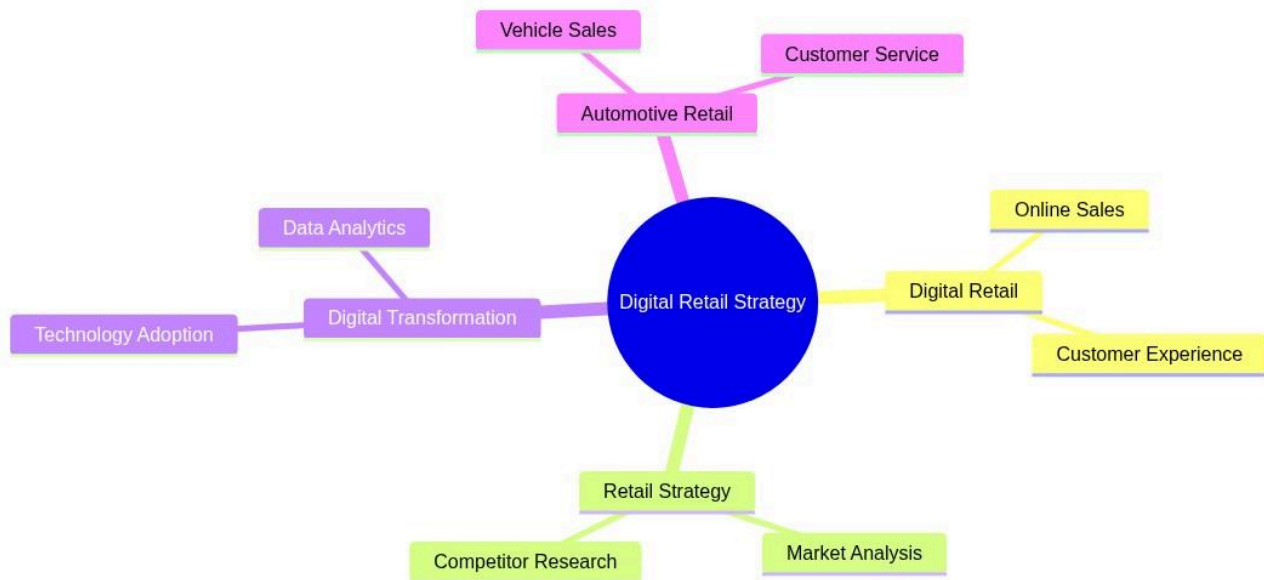 Vehicle Sales
Customer Service
Automotive Retail
Online Sales
Data Analytics
Digital Retail
Digital Retail Strategy
Digital Transformation
Technology Adoption
Customer Experience
Retail Strategy
Market Analysis
Competitor Research